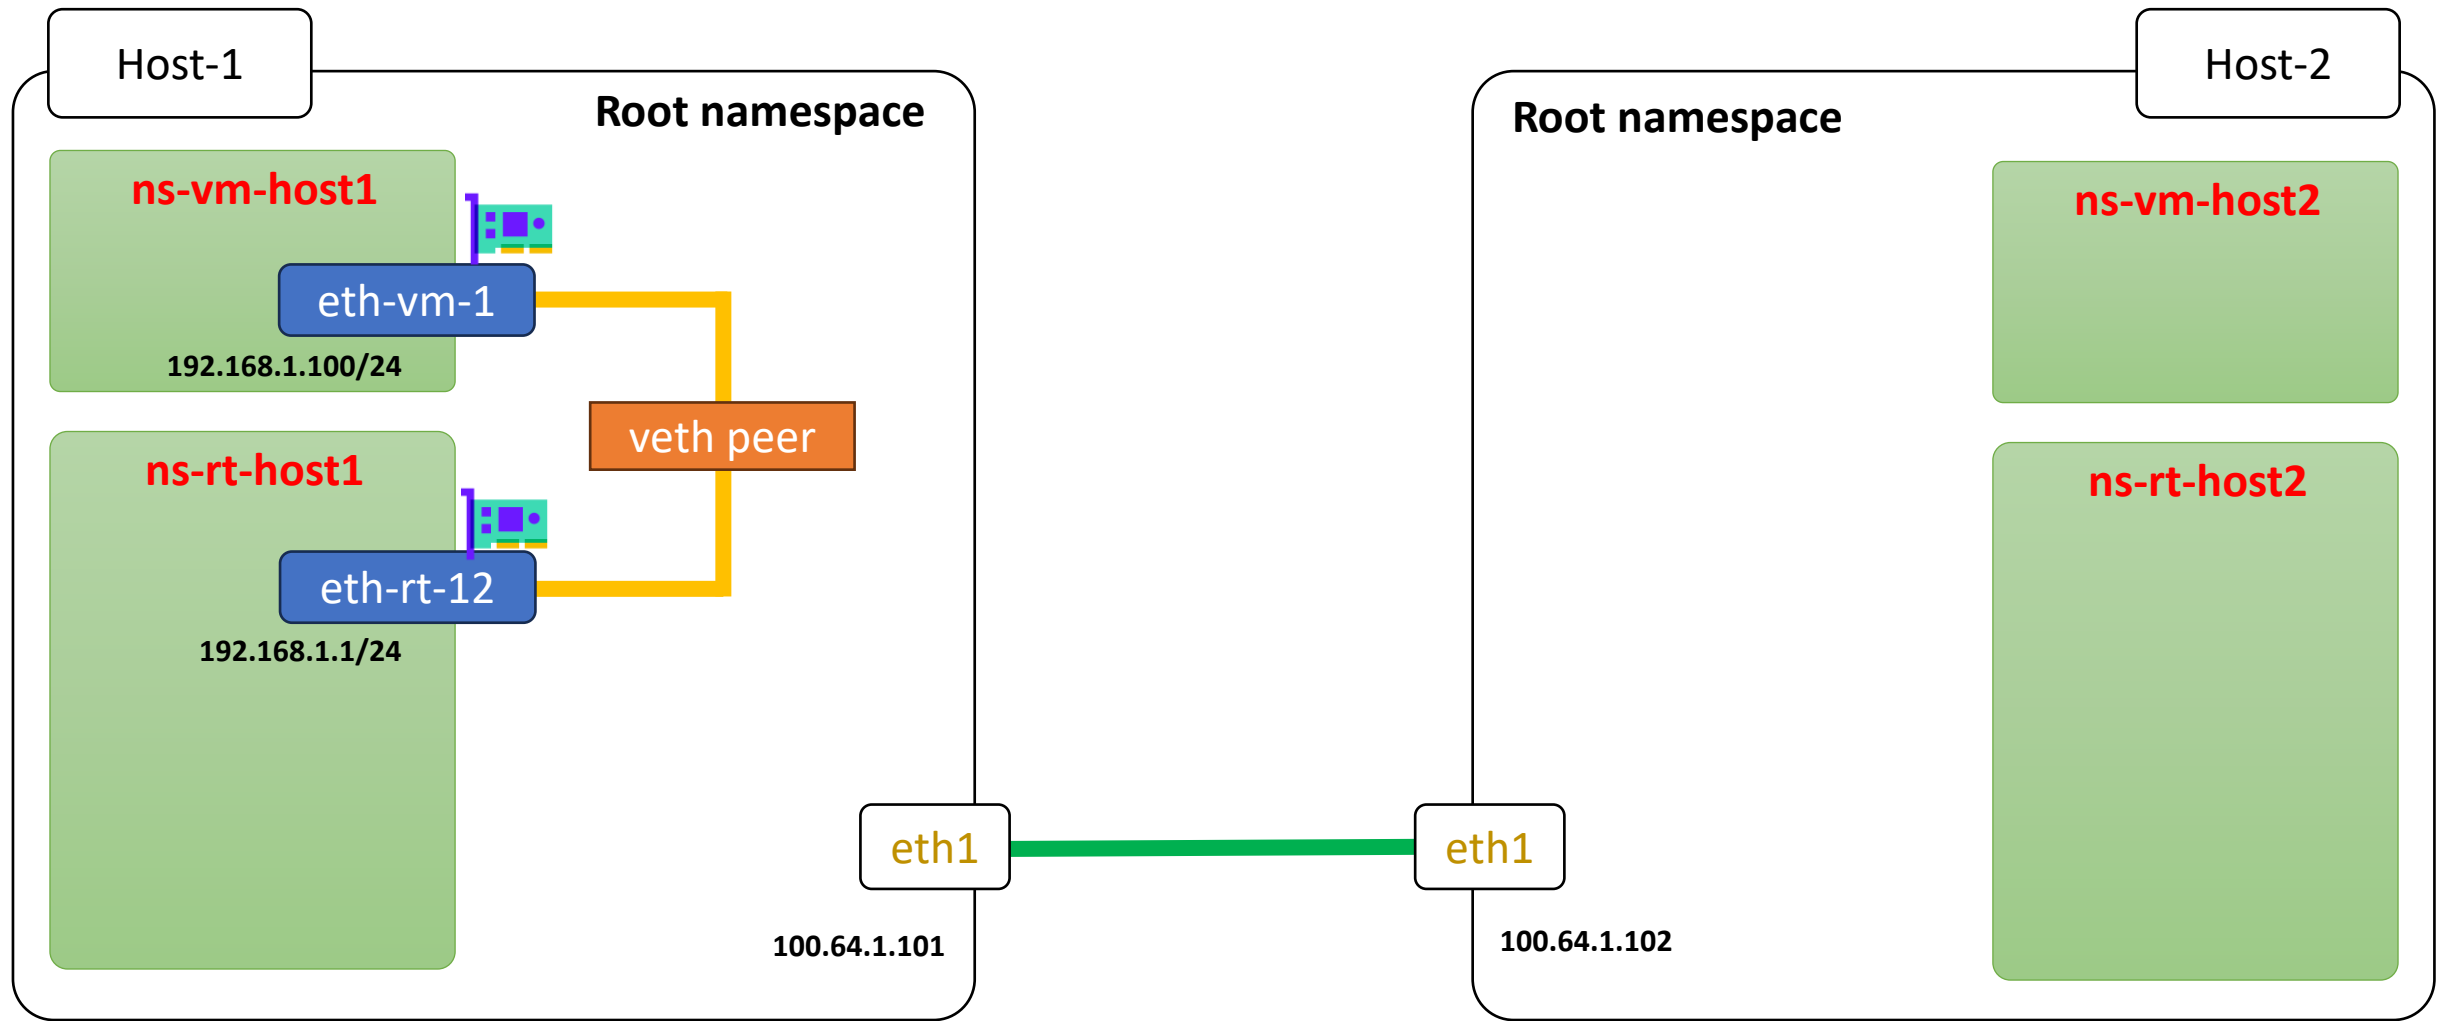 Host-1
Root namespace
ns-vm-host1
eth-vm-1
192.168.1.100/24
veth peer
ns-rt-host1
eth-rt-12
192.168.1.1/24
eth1
100.64.1.101
Host-2
Root namespace
ns-vm-host2
ns-rt-host2
eth1
100.64.1.102